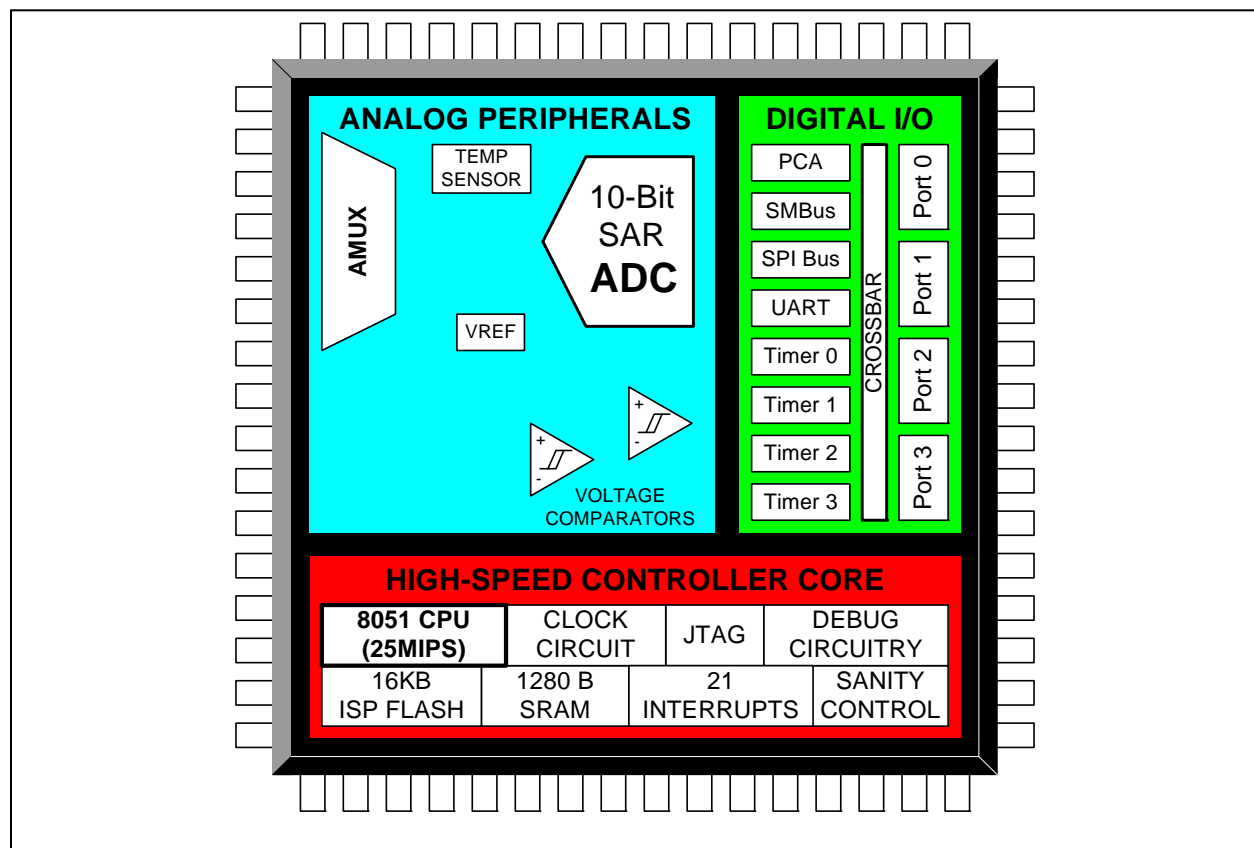 ANALOG PERIPHERALS
AMUX
TEMP
SENSOR
10-Bit
SAR
ADC
VREF
+
-
+
-
VOLTAGE
COMPARATORS
DIGITAL I/O
PCA
SMBus
SPI Bus
UART
Timer 0
Timer 1
Timer 2
Timer 3
CROSSBAR
Port 0
Port 1
Port 2
Port 3
HIGH-SPEED CONTROLLER CORE
8051 CPU
(25MIPS)
CLOCK
CIRCUIT
JTAG
DEBUG
CIRCUITRY
16KB
ISP FLASH
1280 B
SRAM
21
INTERRUPTS
SANITY
CONTROL